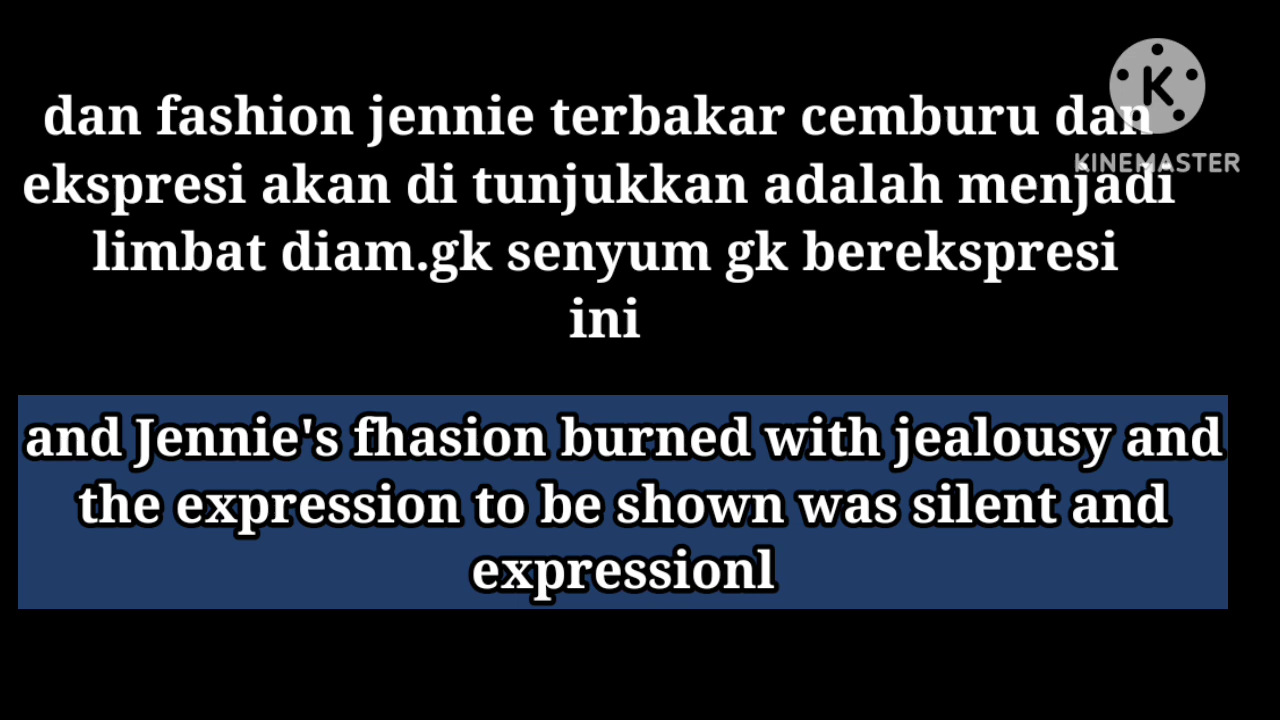 dan fashion jennie terbakar cemburu dan
ekspresi akan di tunjukkan adalah menjadi
limbat diam.gk senyum gk berekspresi
ini
and Jennie's fhasion burned with jealousy and
the expression to be shown was silent and
expressionl
K
KINEMASTER